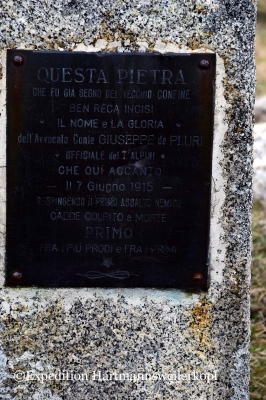 QUESTA PIETRA
CHE FU GIÀ SEGNO DEL VECCHIO CONFINE
BEN RECA INCISI
IL NOME e LA GLORIA
dell'Avvocato Conte GIUSEPPE de PLURI
UFFICIALE del 7° ALPINI
CHE QUI ACCANTO
— Il 7 Giugno 1915 —
RESPINGENDO IL PRIMO ASSALTO NEMICO
CADDE COLPITO a MORTE
PRIMO
FRA I PIÙ PRODI e FRA I PRIMI
©Expedition Hartmannsweilerkopf